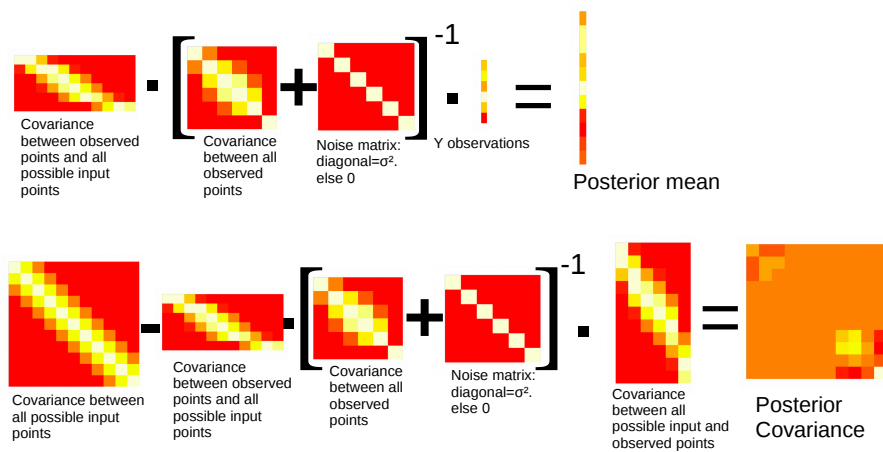 -1
[ + ] · =
Covariance
between observed
points and all
possible input
points
Covariance
between all
observed
points
Noise matrix:
diagonal=σ².
else 0
Y observations
Posterior mean
-1
- · [ + ] · =
Covariance between
all possible input
points
Covariance
between observed
points and all
possible input
points
Covariance
between all
observed
points
Noise matrix:
diagonal=σ².
else 0
Covariance
between all
possible input and
observed points
Posterior
Covariance